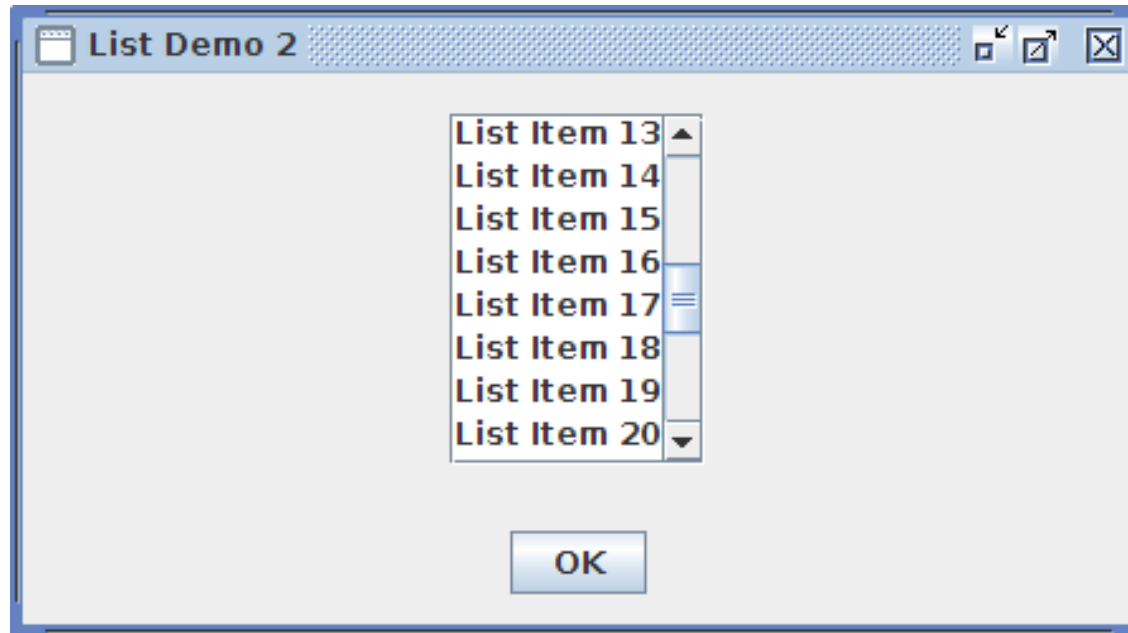 List Demo 2
List Item 13
List Item 14
List Item 15
List Item 16
List Item 17
List Item 18
List Item 19
List Item 20
OK